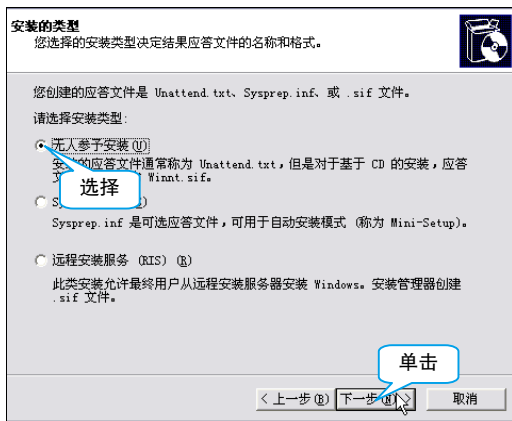 安装的类型
您选择的安装类型决定结果应答文件的名称和格式。
您创建的应答文件是 Unattend.txt、Sysprep.inf、或 .sif 文件。
请选择安装类型:
无人参予安装(U)
安装的应答文件通常称为 Unattend.txt,但是对于基于 CD 的安装,应答
Winnt.sif。
选择
Sysprep.inf 是可选应答文件,可用于自动安装模式 (称为 Mini-Setup)。
远程安装服务 (RIS) (R)
此类安装允许最终用户从远程安装服务器安装 Windows。安装管理器创建
.sif 文件。
单击
< 上一步(B)
下一步(N) >
取消